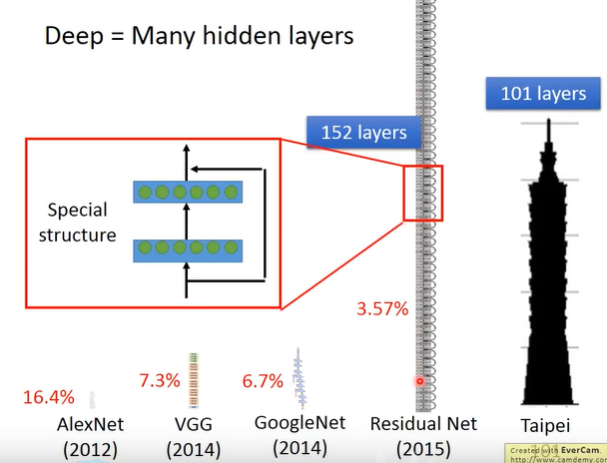 Deep = Many hidden layers
101 layers
152 layers
Special
structure
3.57%
16.4%
7.3%
6.7%
AlexNet
(2012)
VGG
(2014)
GoogleNet
(2014)
Residual Net
(2015)
Taipei
101
Created with EverCam.
http://www.camdemy.com